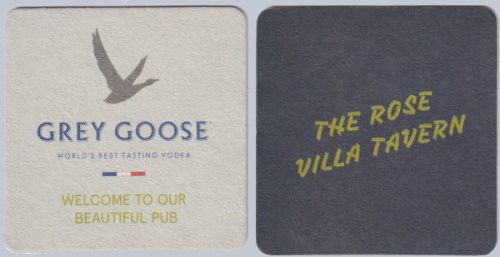 GREY GOOSE
WORLD'S BEST TASTING VODKA
WELCOME TO OUR
BEAUTIFUL PUB
THE ROSE
VILLA TAVERN